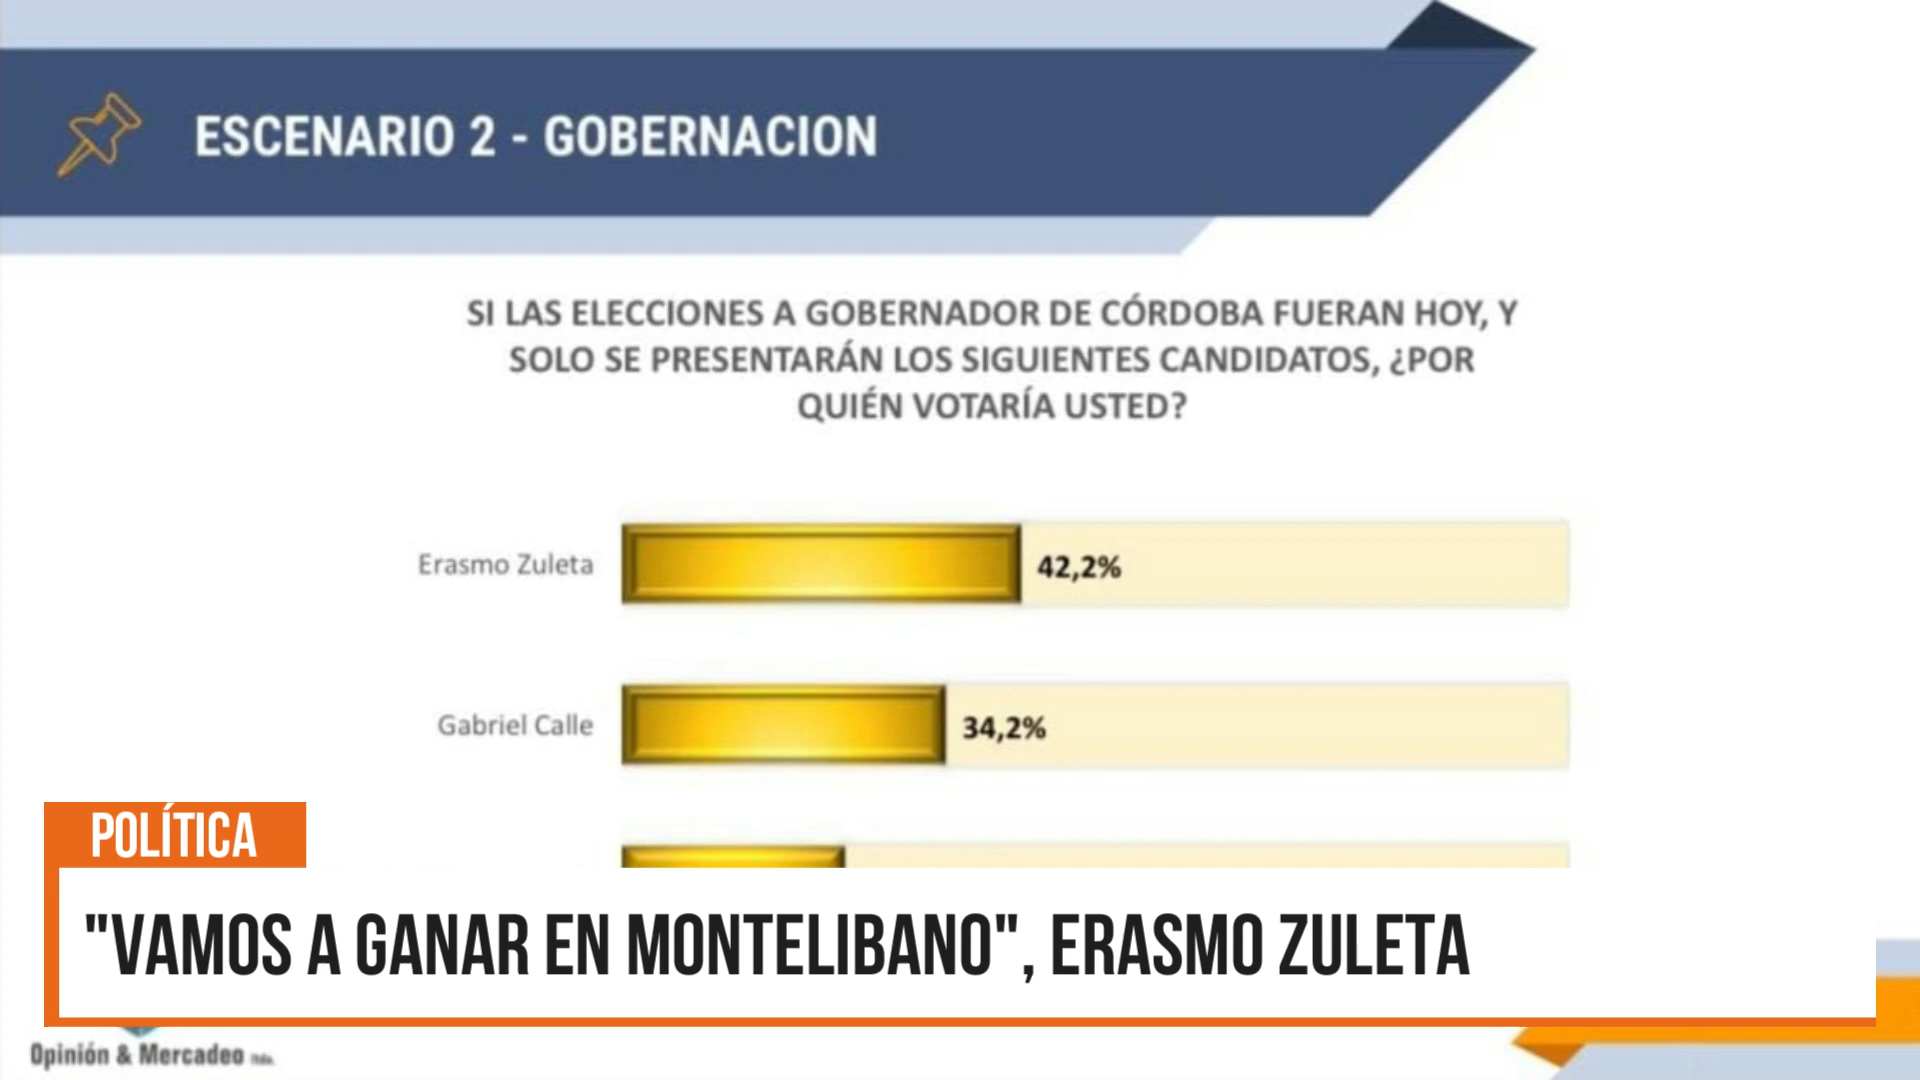 ESCENARIO 2 - GOBERNACION
SI LAS ELECCIONES A GOBERNADOR DE CÓRDOBA FUERAN HOY, Y
SOLO SE PRESENTARÁN LOS SIGUIENTES CANDIDATOS, ¿POR
QUIÉN VOTARÍA USTED?
Erasmo Zuleta 42,2%
Gabriel Calle 34,2%
POLÍTICA
"VAMOS A GANAR EN MONTELIBANO", ERASMO ZULETA
Opinión & Mercadeo